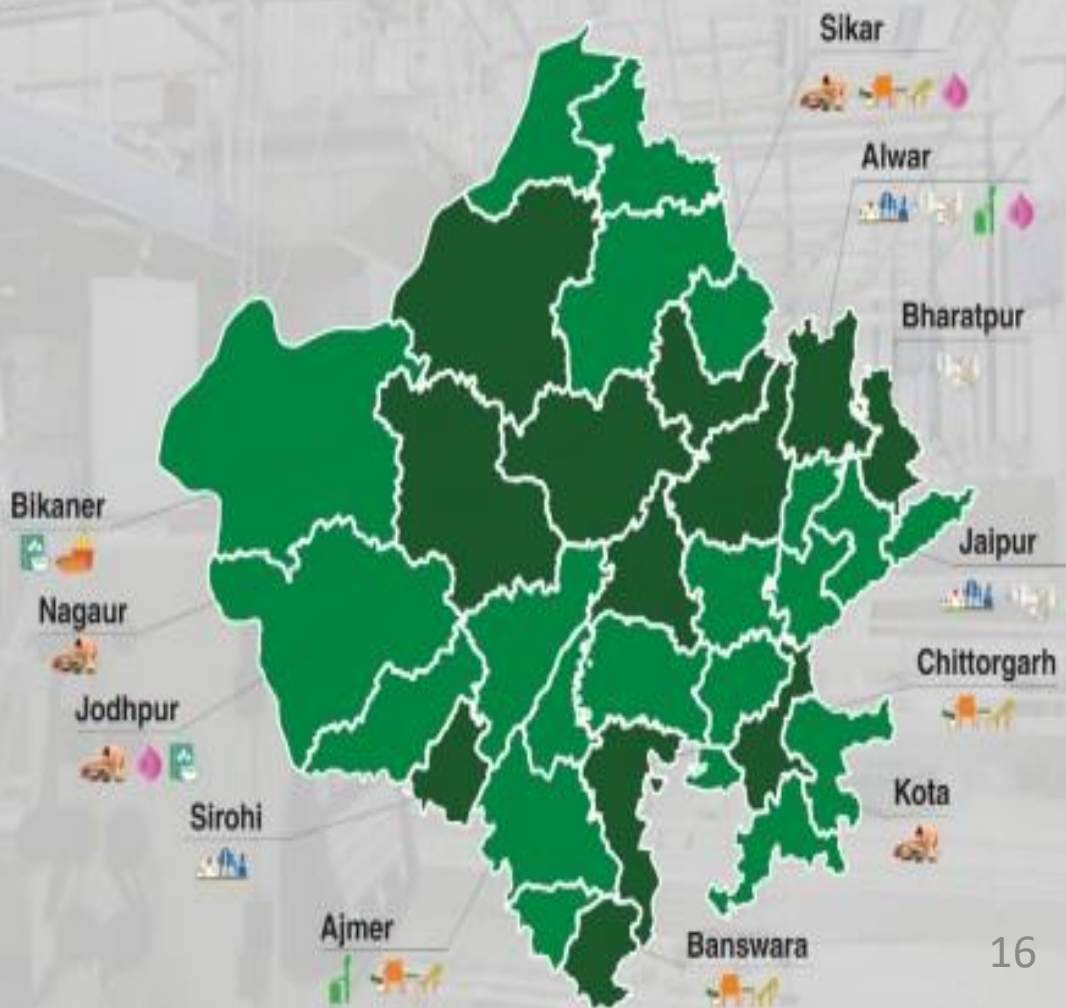 Sikar
Alwar
Bharatpur
Bikaner
Jaipur
Nagaur
Chittorgarh
Jodhpur
Kota
Sirohi
Ajmer
Banswara
16